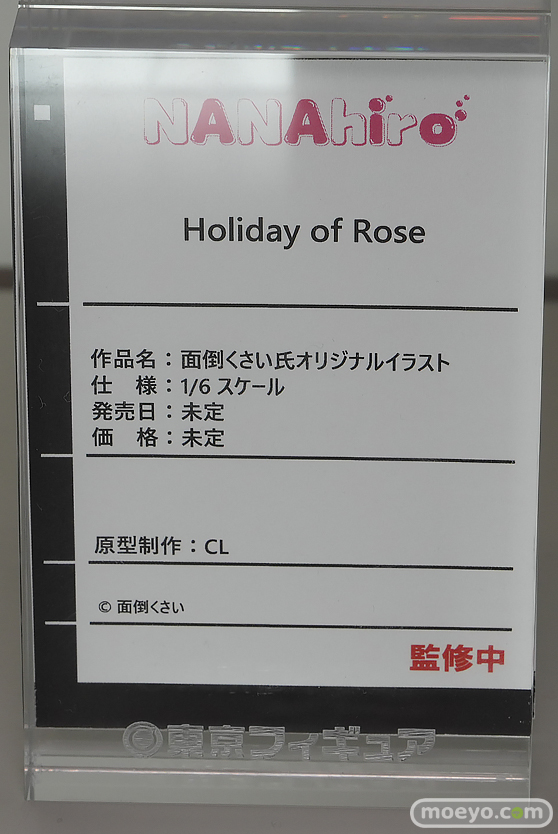 NANAhiro
Holiday of Rose
作品名：面倒くさい氏オリジナルイラスト
仕　様：1/6 スケール
発売日：未定
価　格：未定
原型制作：CL
© 面倒くさい
監修中
東京フィギュア
moeyo.com